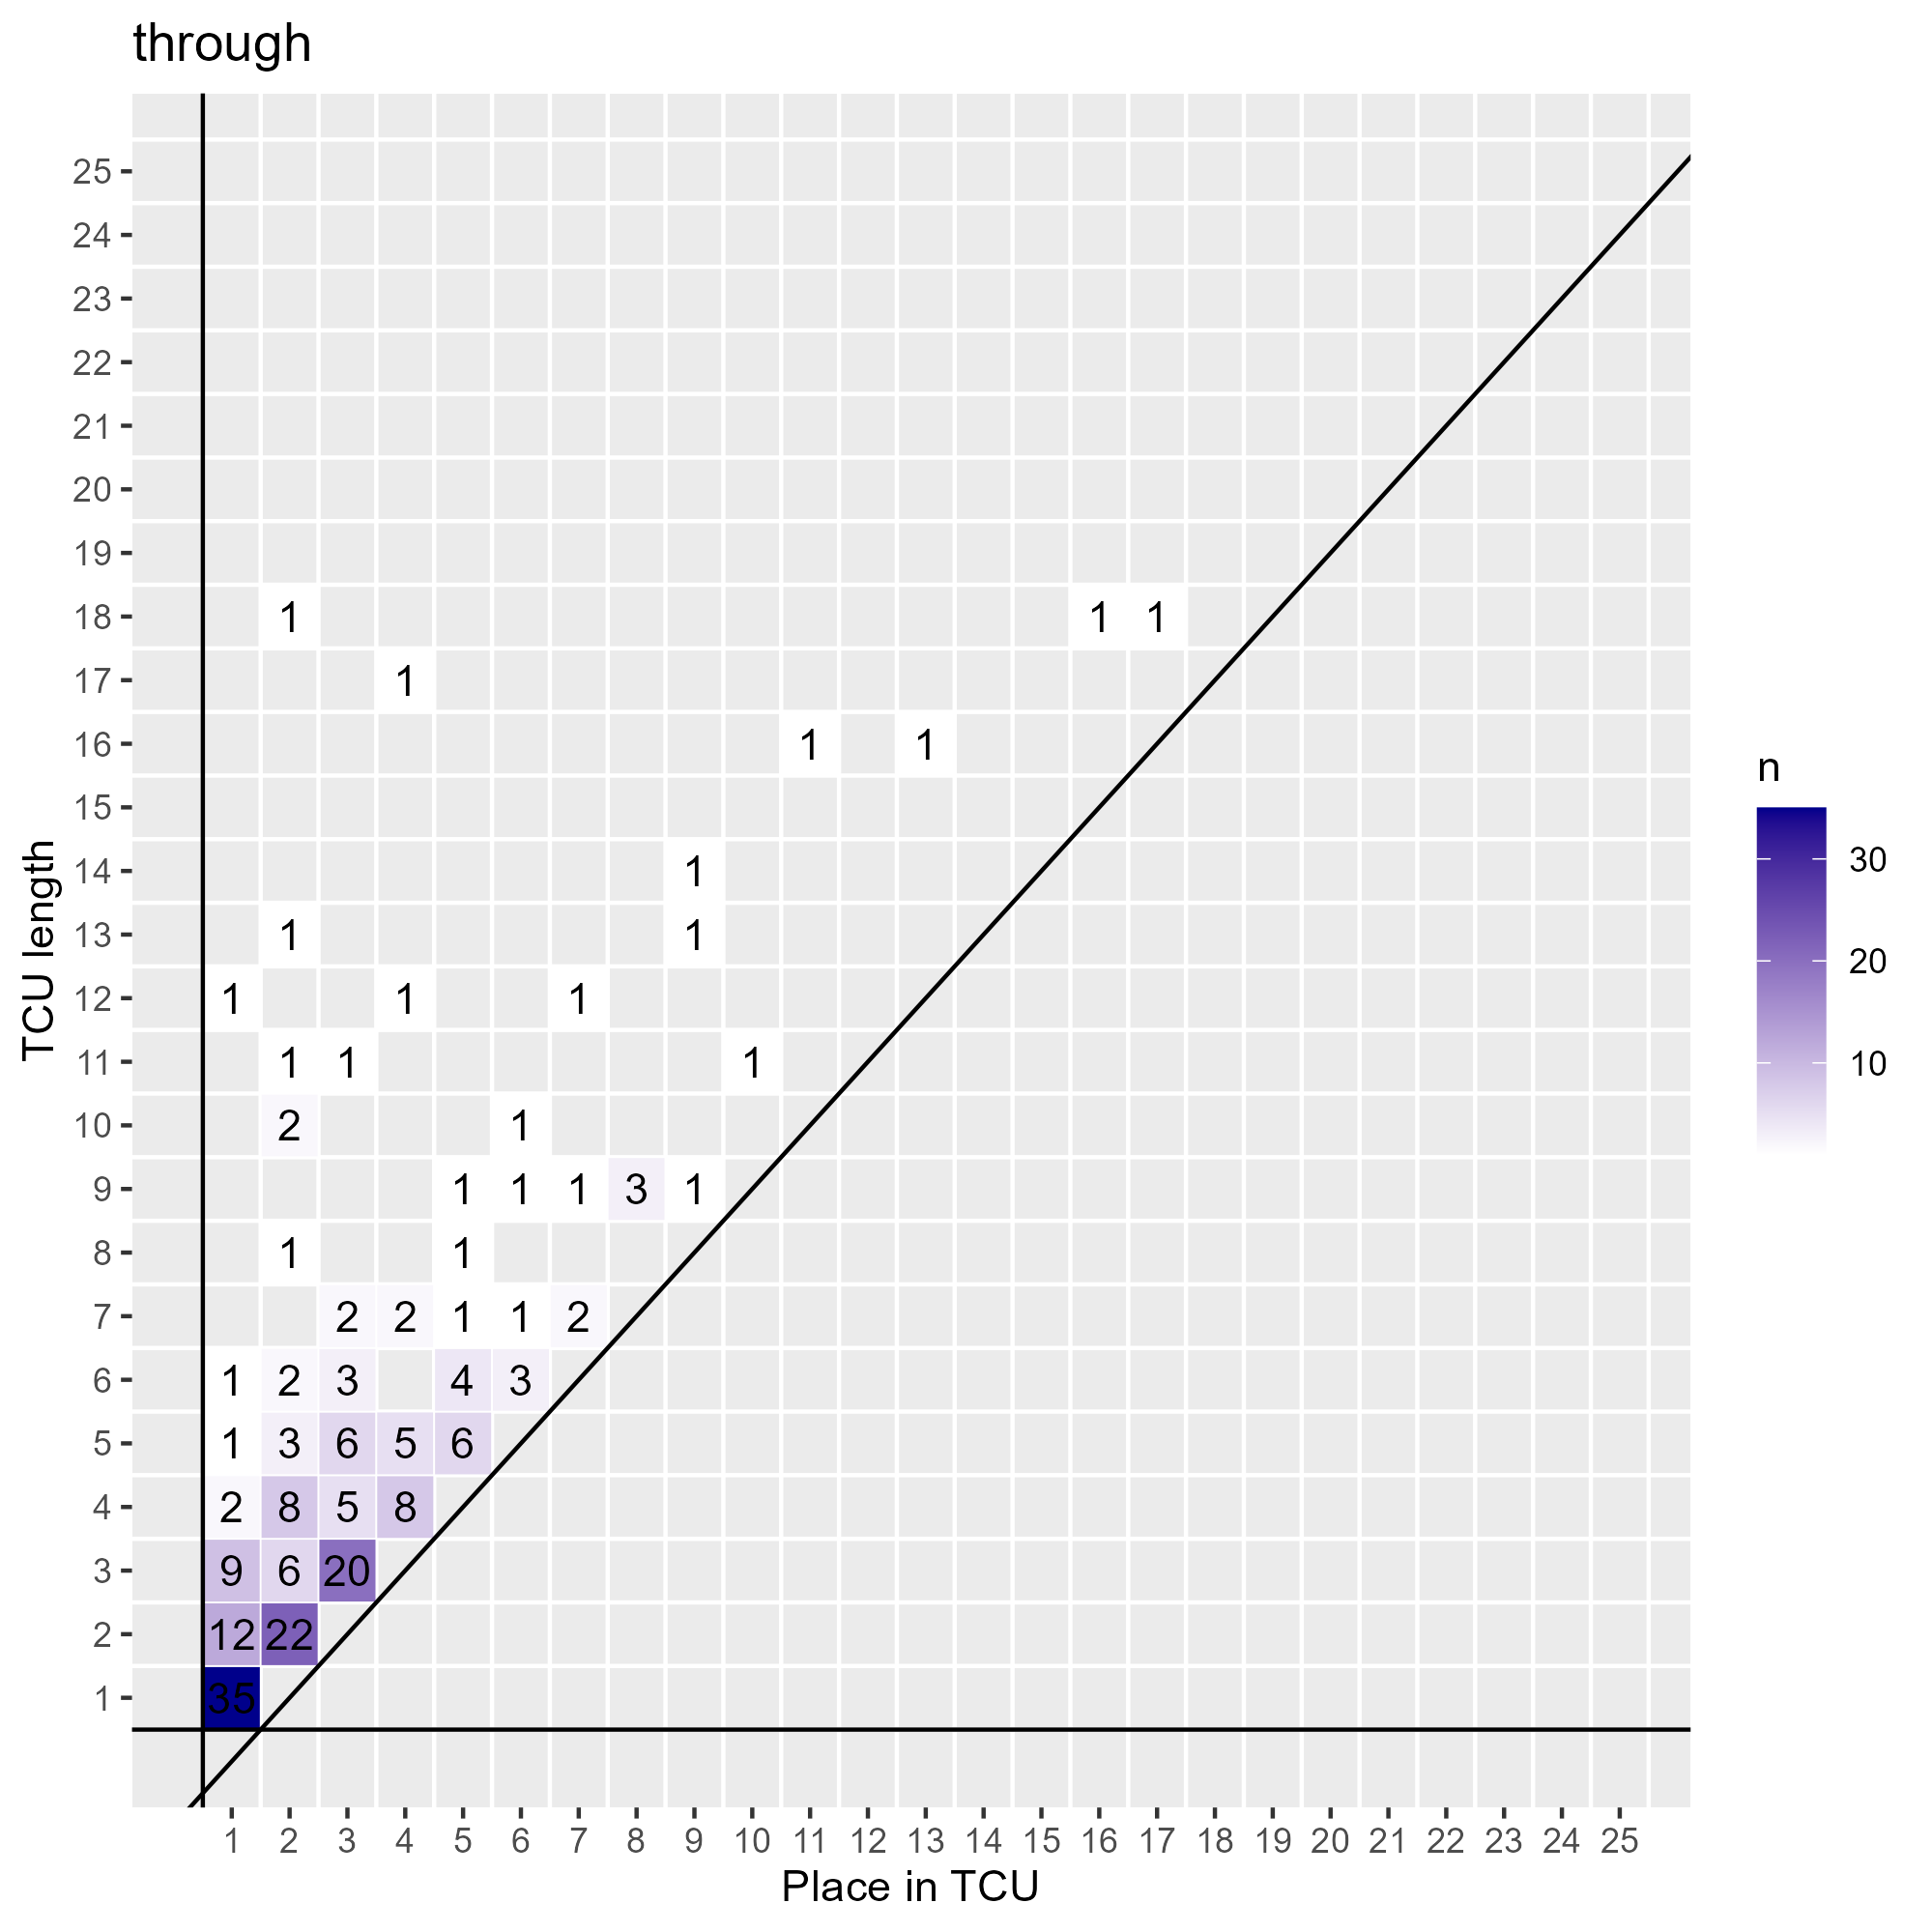 through
25
24
23
22
21
20
19
18 1 1 1
17 1
16 1 1
15
14 1
13 1 1
12 1 1 1
11 1 1 1
10 2 1
9 1 1 1 3 1
8 1 1
7 2 2 1 1 2
6 1 2 3 4 3
5 1 3 6 5 6
4 2 8 5 8
3 9 6 20
2 12 22
1 35
1 2 3 4 5 6 7 8 9 10 11 12 13 14 15 16 17 18 19 20 21 22 23 24 25
Place in TCU
TCU length
n
30
20
10